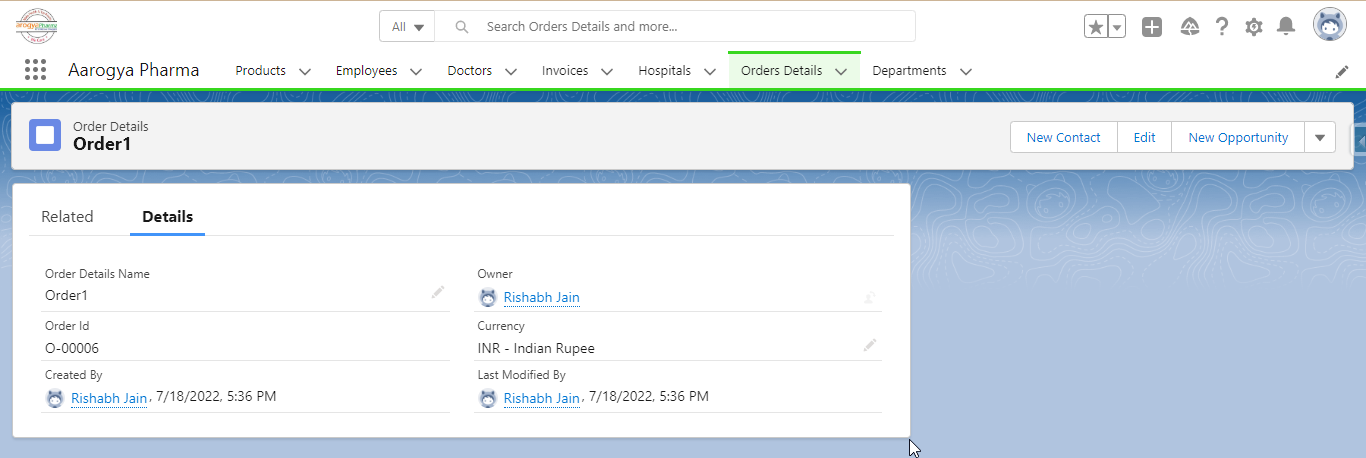 aarogyaPharma
All
Search Orders Details and more...
Aarogya Pharma
Products
Employees
Doctors
Invoices
Hospitals
Orders Details
Departments
Order Details
Order1
New Contact
Edit
New Opportunity
Related
Details
Order Details Name
Order1
Owner
Rishabh Jain
Order Id
O-00006
Currency
INR - Indian Rupee
Created By
Rishabh Jain, 7/18/2022, 5:36 PM
Last Modified By
Rishabh Jain, 7/18/2022, 5:36 PM